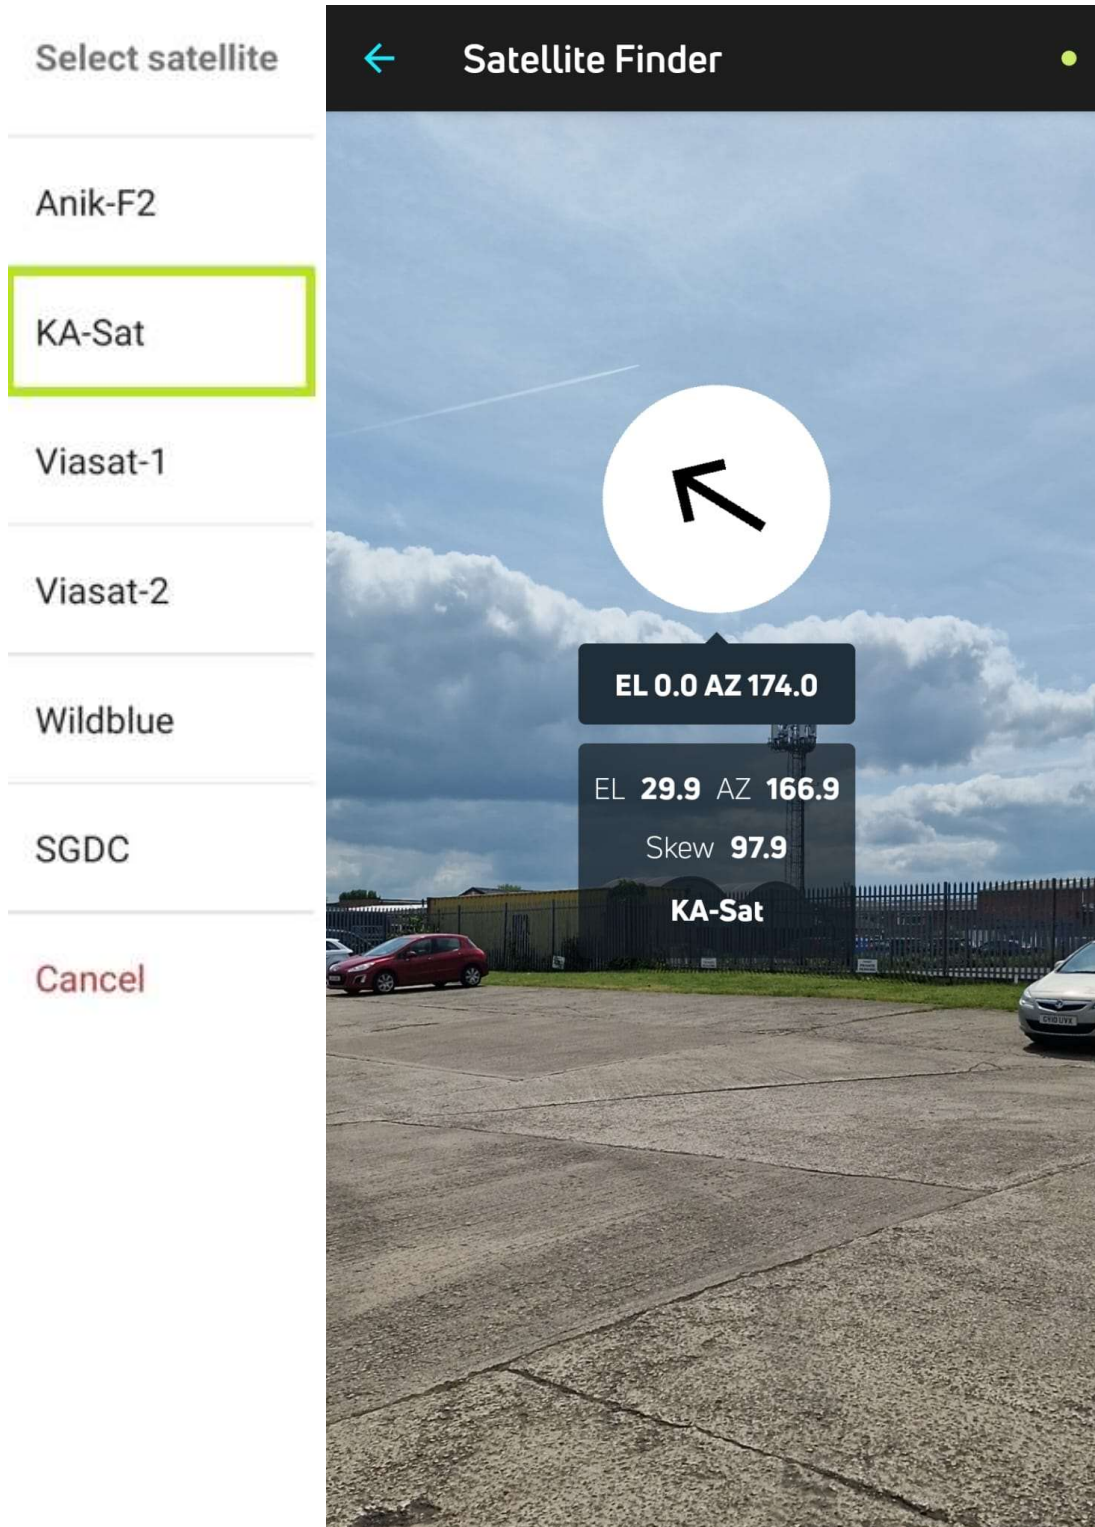 Select satellite
Anik-F2
KA-Sat
Viasat-1
Viasat-2
Wildblue
SGDC
Cancel
Satellite Finder
EL 0.0 AZ 174.0
EL 29.9 AZ 166.9
Skew 97.9
KA-Sat